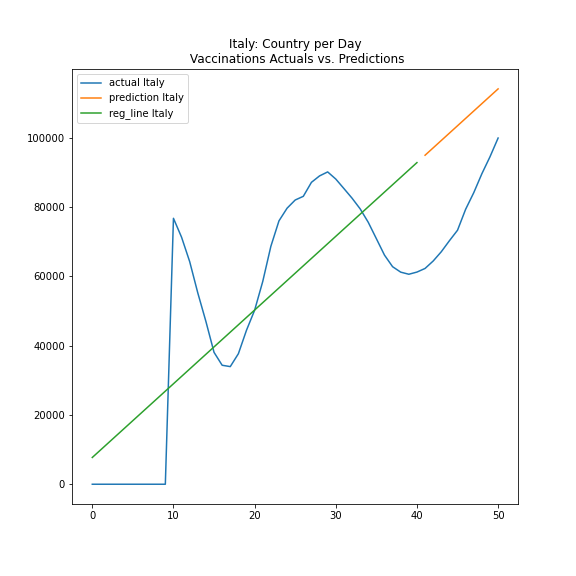 Italy: Country per Day
Vaccinations Actuals vs. Predictions
actual Italy
prediction Italy
reg_line Italy
100000
80000
60000
40000
20000
0
0 10 20 30 40 50